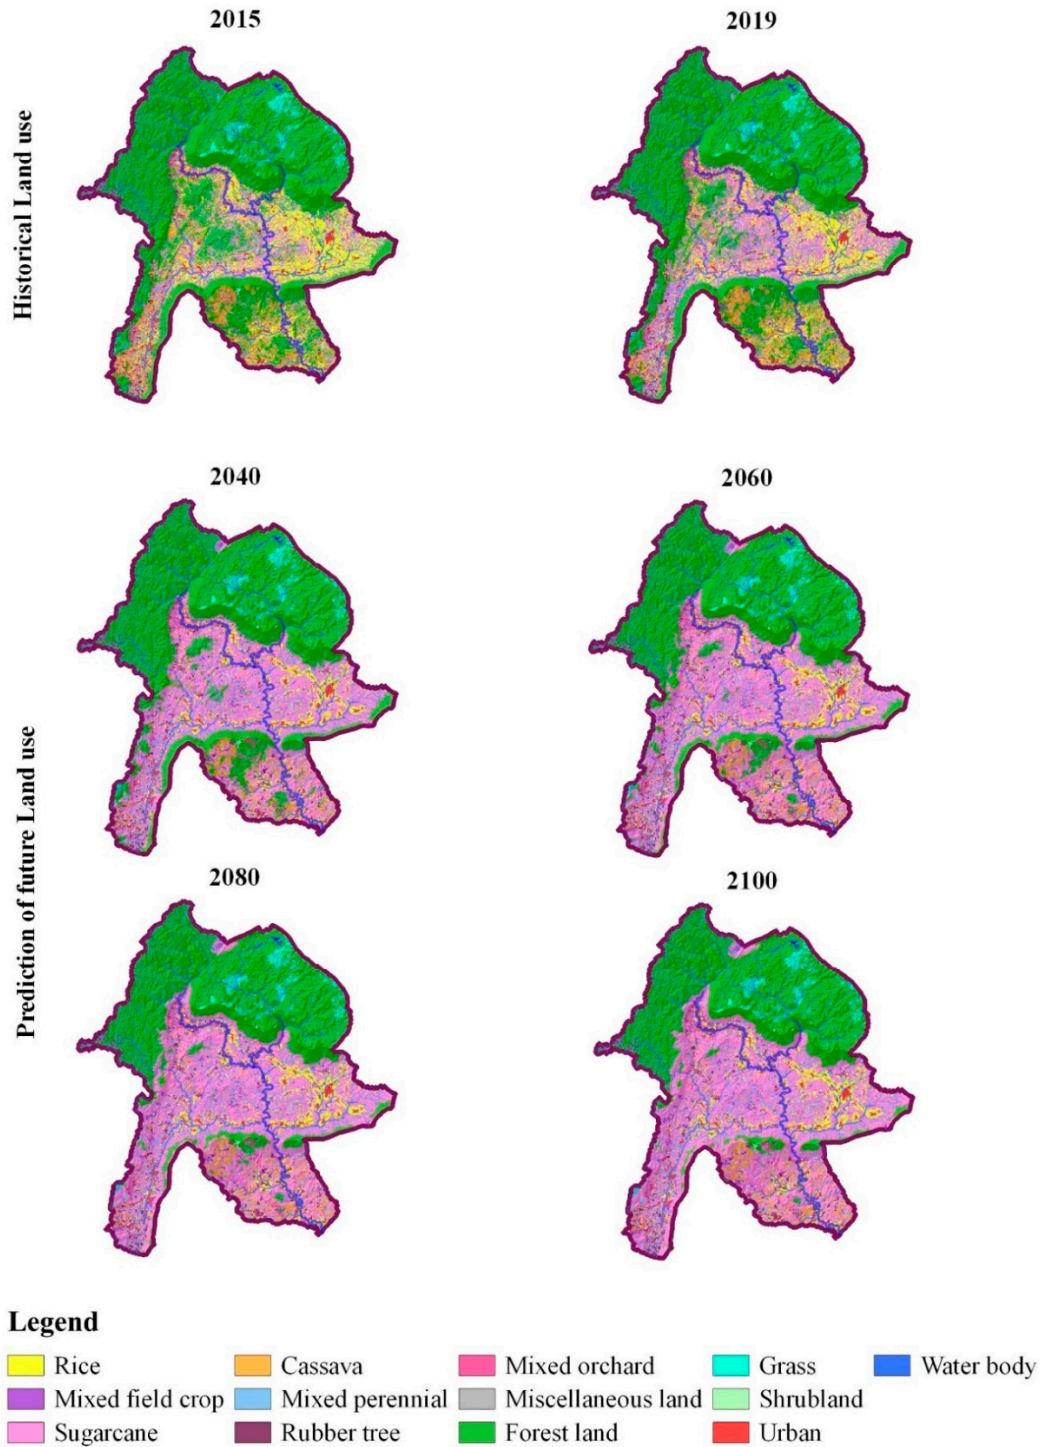 2015
2019
Historical Land use
2040
2060
Prediction of future Land use
2080
2100
Legend
Rice
Cassava
Mixed orchard
Grass
Water body
Mixed field crop
Mixed perennial
Miscellaneous land
Shrubland
Sugarcane
Rubber tree
Forest land
Urban